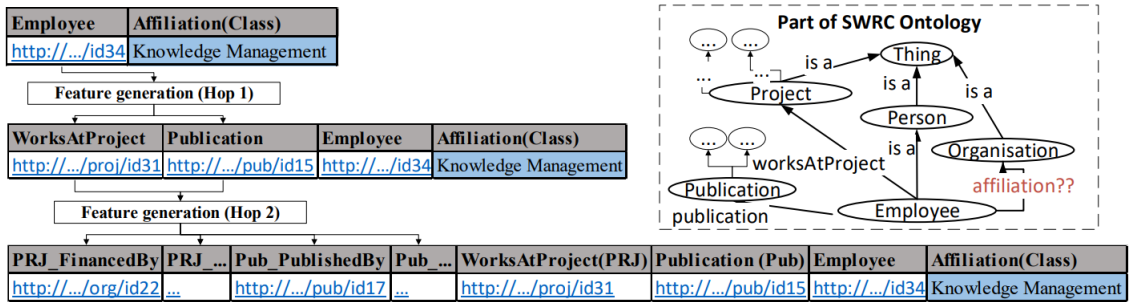 Employee Affiliation(Class)
http://.../id34 Knowledge Management
Feature generation (Hop 1)
WorksAtProject Publication Employee Affiliation(Class)
http://.../proj/id31 http://.../pub/id15 http://.../id34 Knowledge Management
Feature generation (Hop 2)
PRJ_FinancedBy PRJ_... Pub_PublishedBy Pub_... WorksAtProject(PRJ) Publication (Pub) Employee Affiliation(Class)
http://.../org/id22 ... http://.../pub/id17 ... http://.../proj/id31 http://.../pub/id15 http://.../id34 Knowledge Management
Part of SWRC Ontology
... ...
Thing
is a
... ...
Project
is a
is a
Person
... ...
is a
Organisation
worksAtProject
Publication
affiliation??
publication
Employee